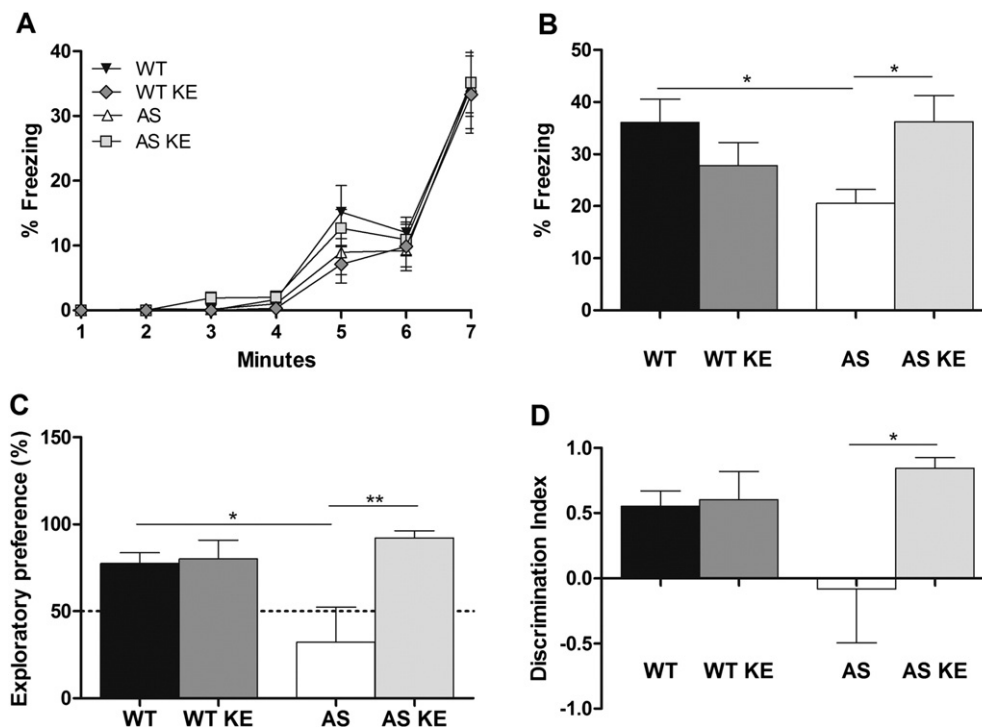 A
% Freezing
40
30
20
10
0
WT
WT KE
AS
AS KE
1 2 3 4 5 6 7
Minutes
B
% Freezing
50
40
30
20
10
0
* *
WT WT KE AS AS KE
C
Exploratory preference (%)
150
100
50
0
* **
WT WT KE AS AS KE
D
Discrimination Index
1.0
0.5
0.0
-0.5
-1.0
*
WT WT KE AS AS KE